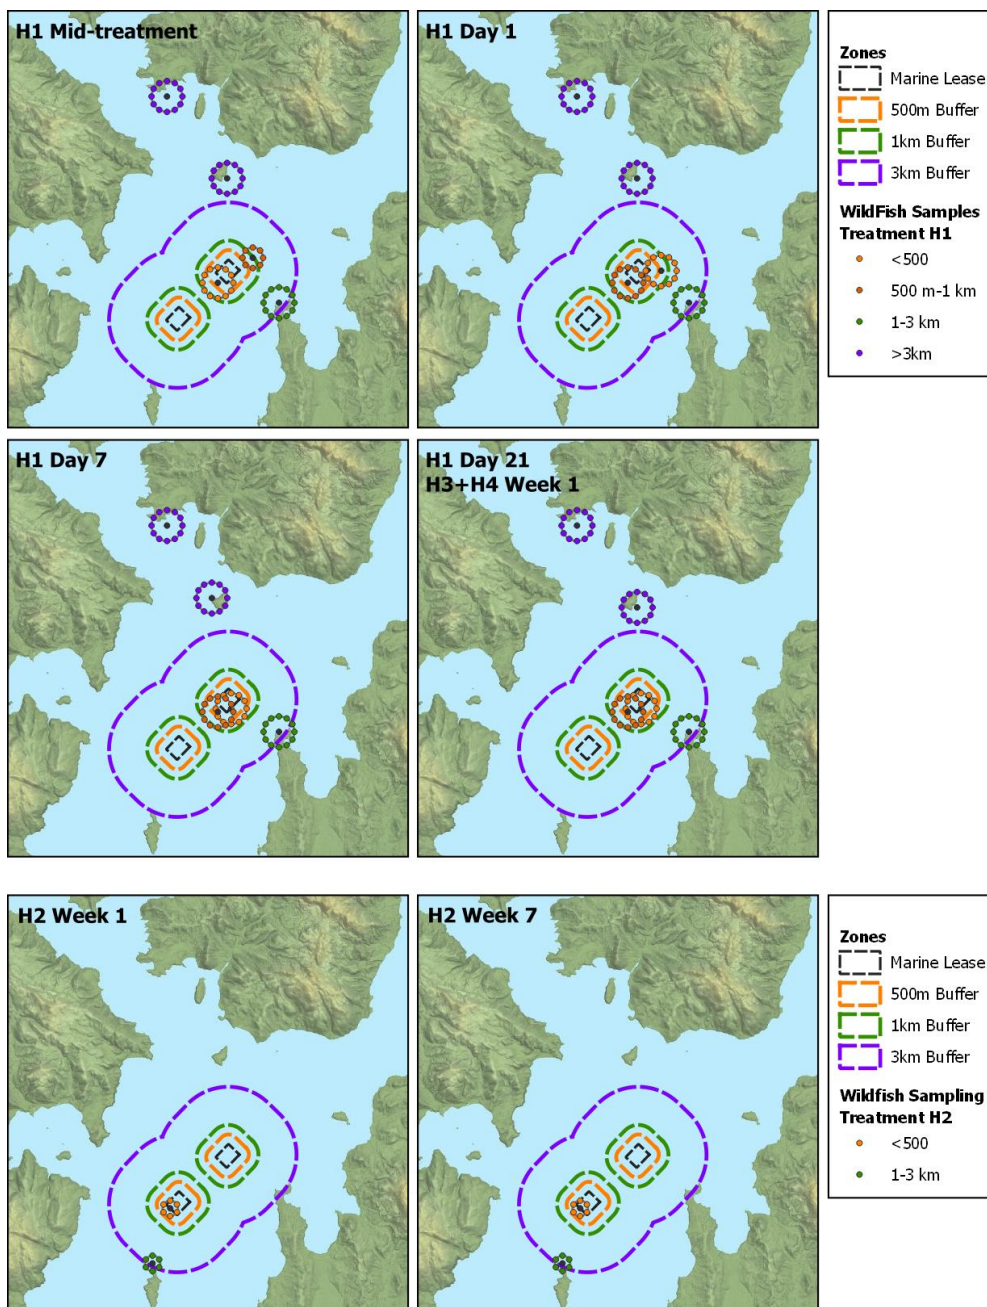 H1 Mid-treatment
H1 Day 1
Zones
Marine Lease
500m Buffer
1km Buffer
3km Buffer
WildFish Samples
Treatment H1
<500
500 m-1 km
1-3 km
>3km
H1 Day 7
H1 Day 21
H3+H4 Week 1
H2 Week 1
H2 Week 7
Zones
Marine Lease
500m Buffer
1km Buffer
3km Buffer
Wildfish Sampling
Treatment H2
<500
1-3 km